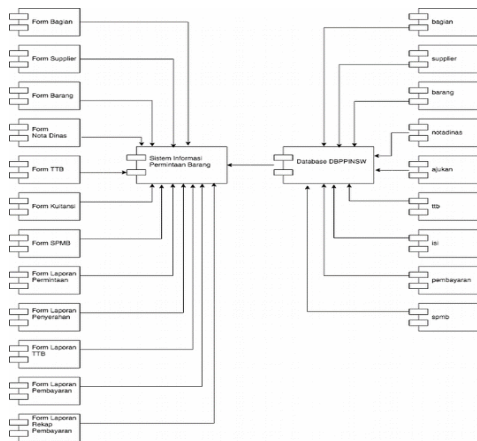 Form Bagian
Form Supplier
Form Barang
Form
Nota Dinas
Form TTB
Form Kuitansi
Form SPMB
Form Laporan
Permintaan
Form Laporan
Penyerahan
Form Laporan
TTB
Form Laporan
Pembayaran
Form Laporan
Rekap
Pembayaran
Sistem Informasi
Permintaan Barang
Database DBPPINSW
bagian
supplier
barang
notadinas
ajukan
ttb
isi
pembayaran
spmb